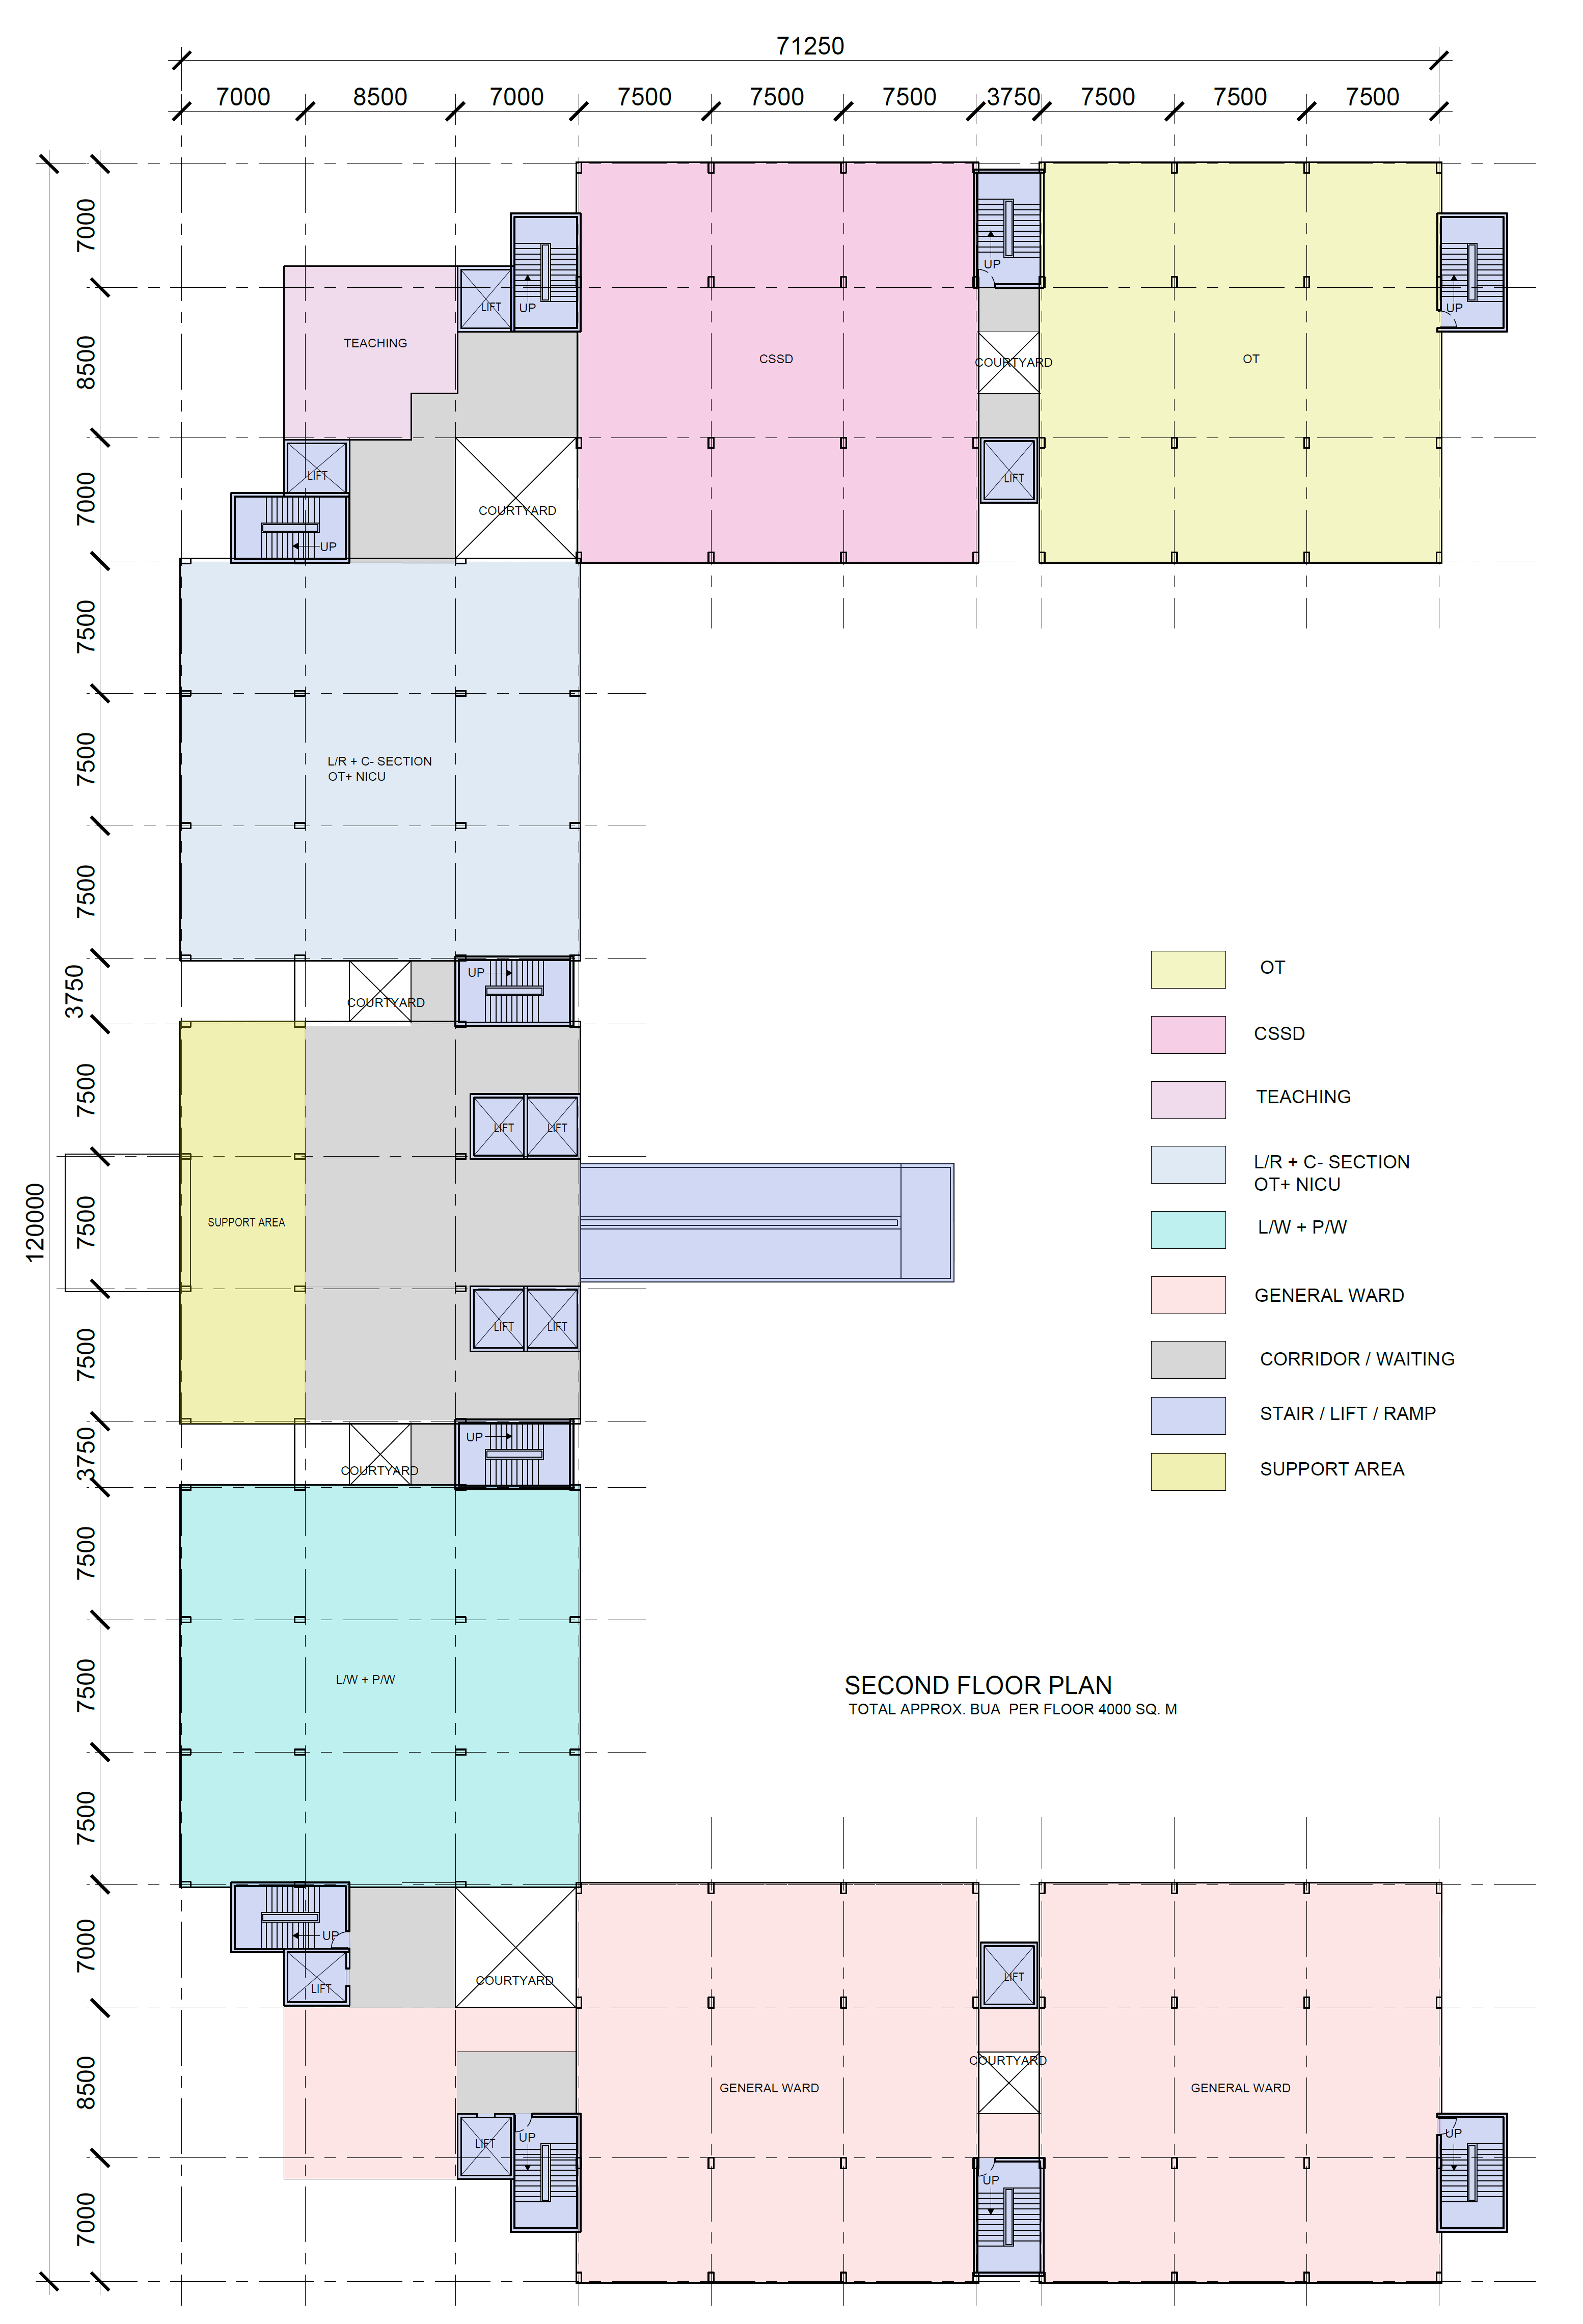 71250
7000 8500 7000 7500 7500 7500 3750 7500 7500 7500
120000
7000
8500
7000
7500
7500
7500
3750
7500
7500
7500
3750
7500
7500
7500
7000
8500
7000
UP
UP
UP
LIFT
UP
TEACHING
CSSD
COURTYARD
OT
LIFT
LIFT
COURTYARD
UP
L/R + C- SECTION
OT+ NICU
UP
COURTYARD
LIFT
LIFT
SUPPORT AREA
LIFT
LIFT
UP
COURTYARD
L/W + P/W
OT
CSSD
TEACHING
L/R + C- SECTION
OT+ NICU
L/W + P/W
GENERAL WARD
CORRIDOR / WAITING
STAIR / LIFT / RAMP
SUPPORT AREA
SECOND FLOOR PLAN
TOTAL APPROX. BUA PER FLOOR 4000 SQ. M
UP
LIFT
COURTYARD
LIFT
COURTYARD
GENERAL WARD
GENERAL WARD
UP
LIFT
UP
UP